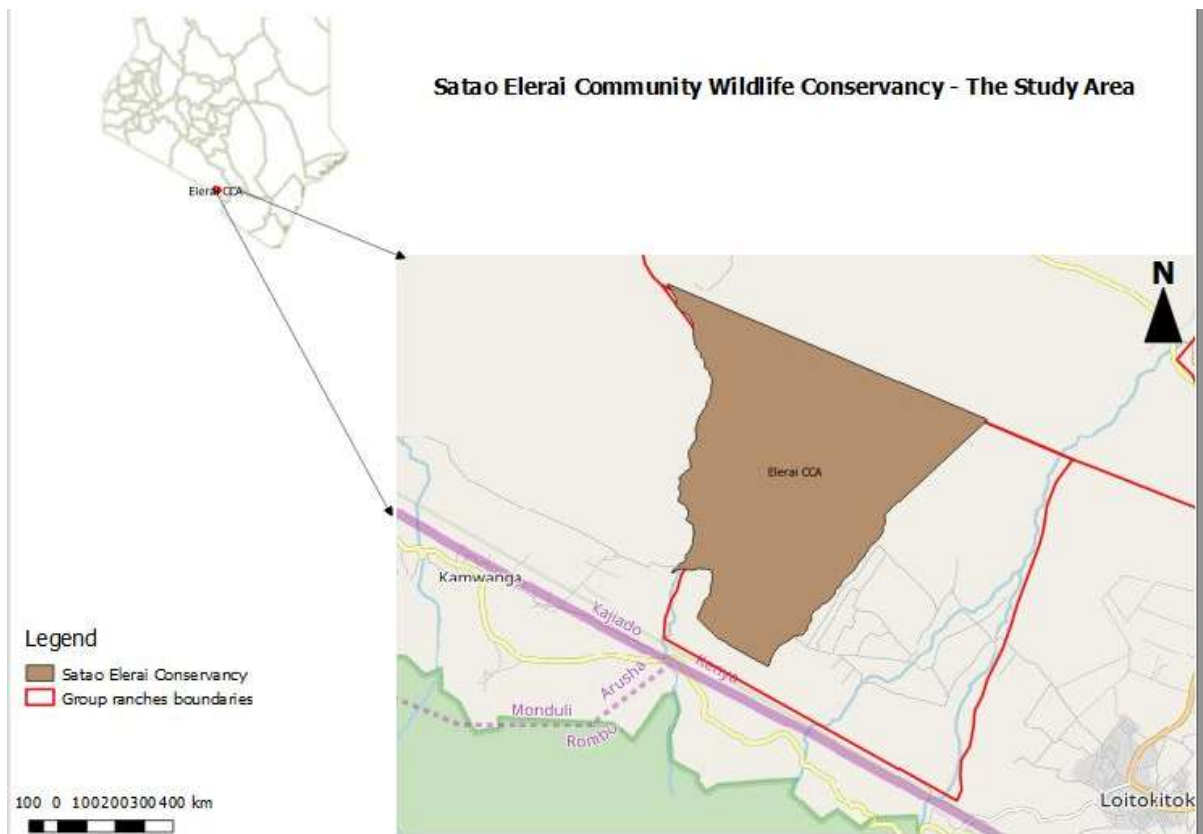 Satao Elerai Community Wildlife Conservancy - The Study Area
Elerai CCA
N
Elerai CCA
Kamwanga
Kajiado
Kenya
Arusha
Monduli
Rombo
Loitokitok
Legend
Satao Elerai Conservancy
Group ranches boundaries
100 0 100200300400 km